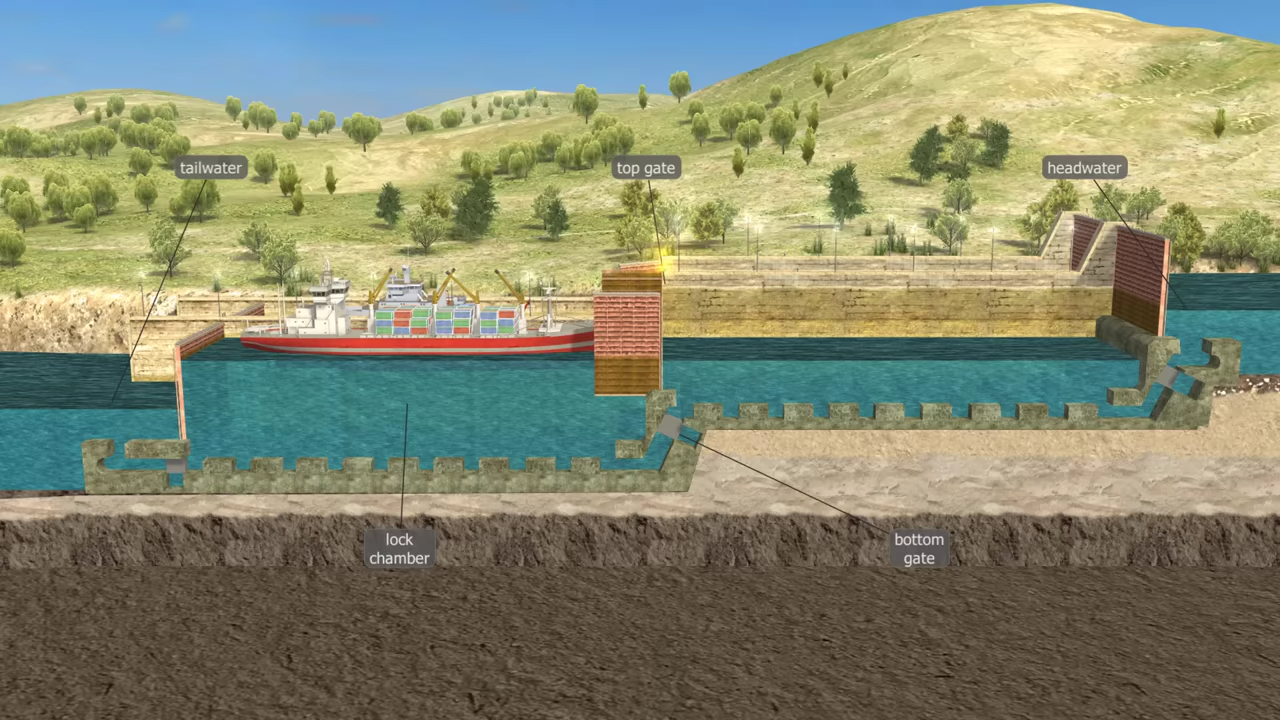 tailwater
top gate
headwater
lock
chamber
bottom
gate